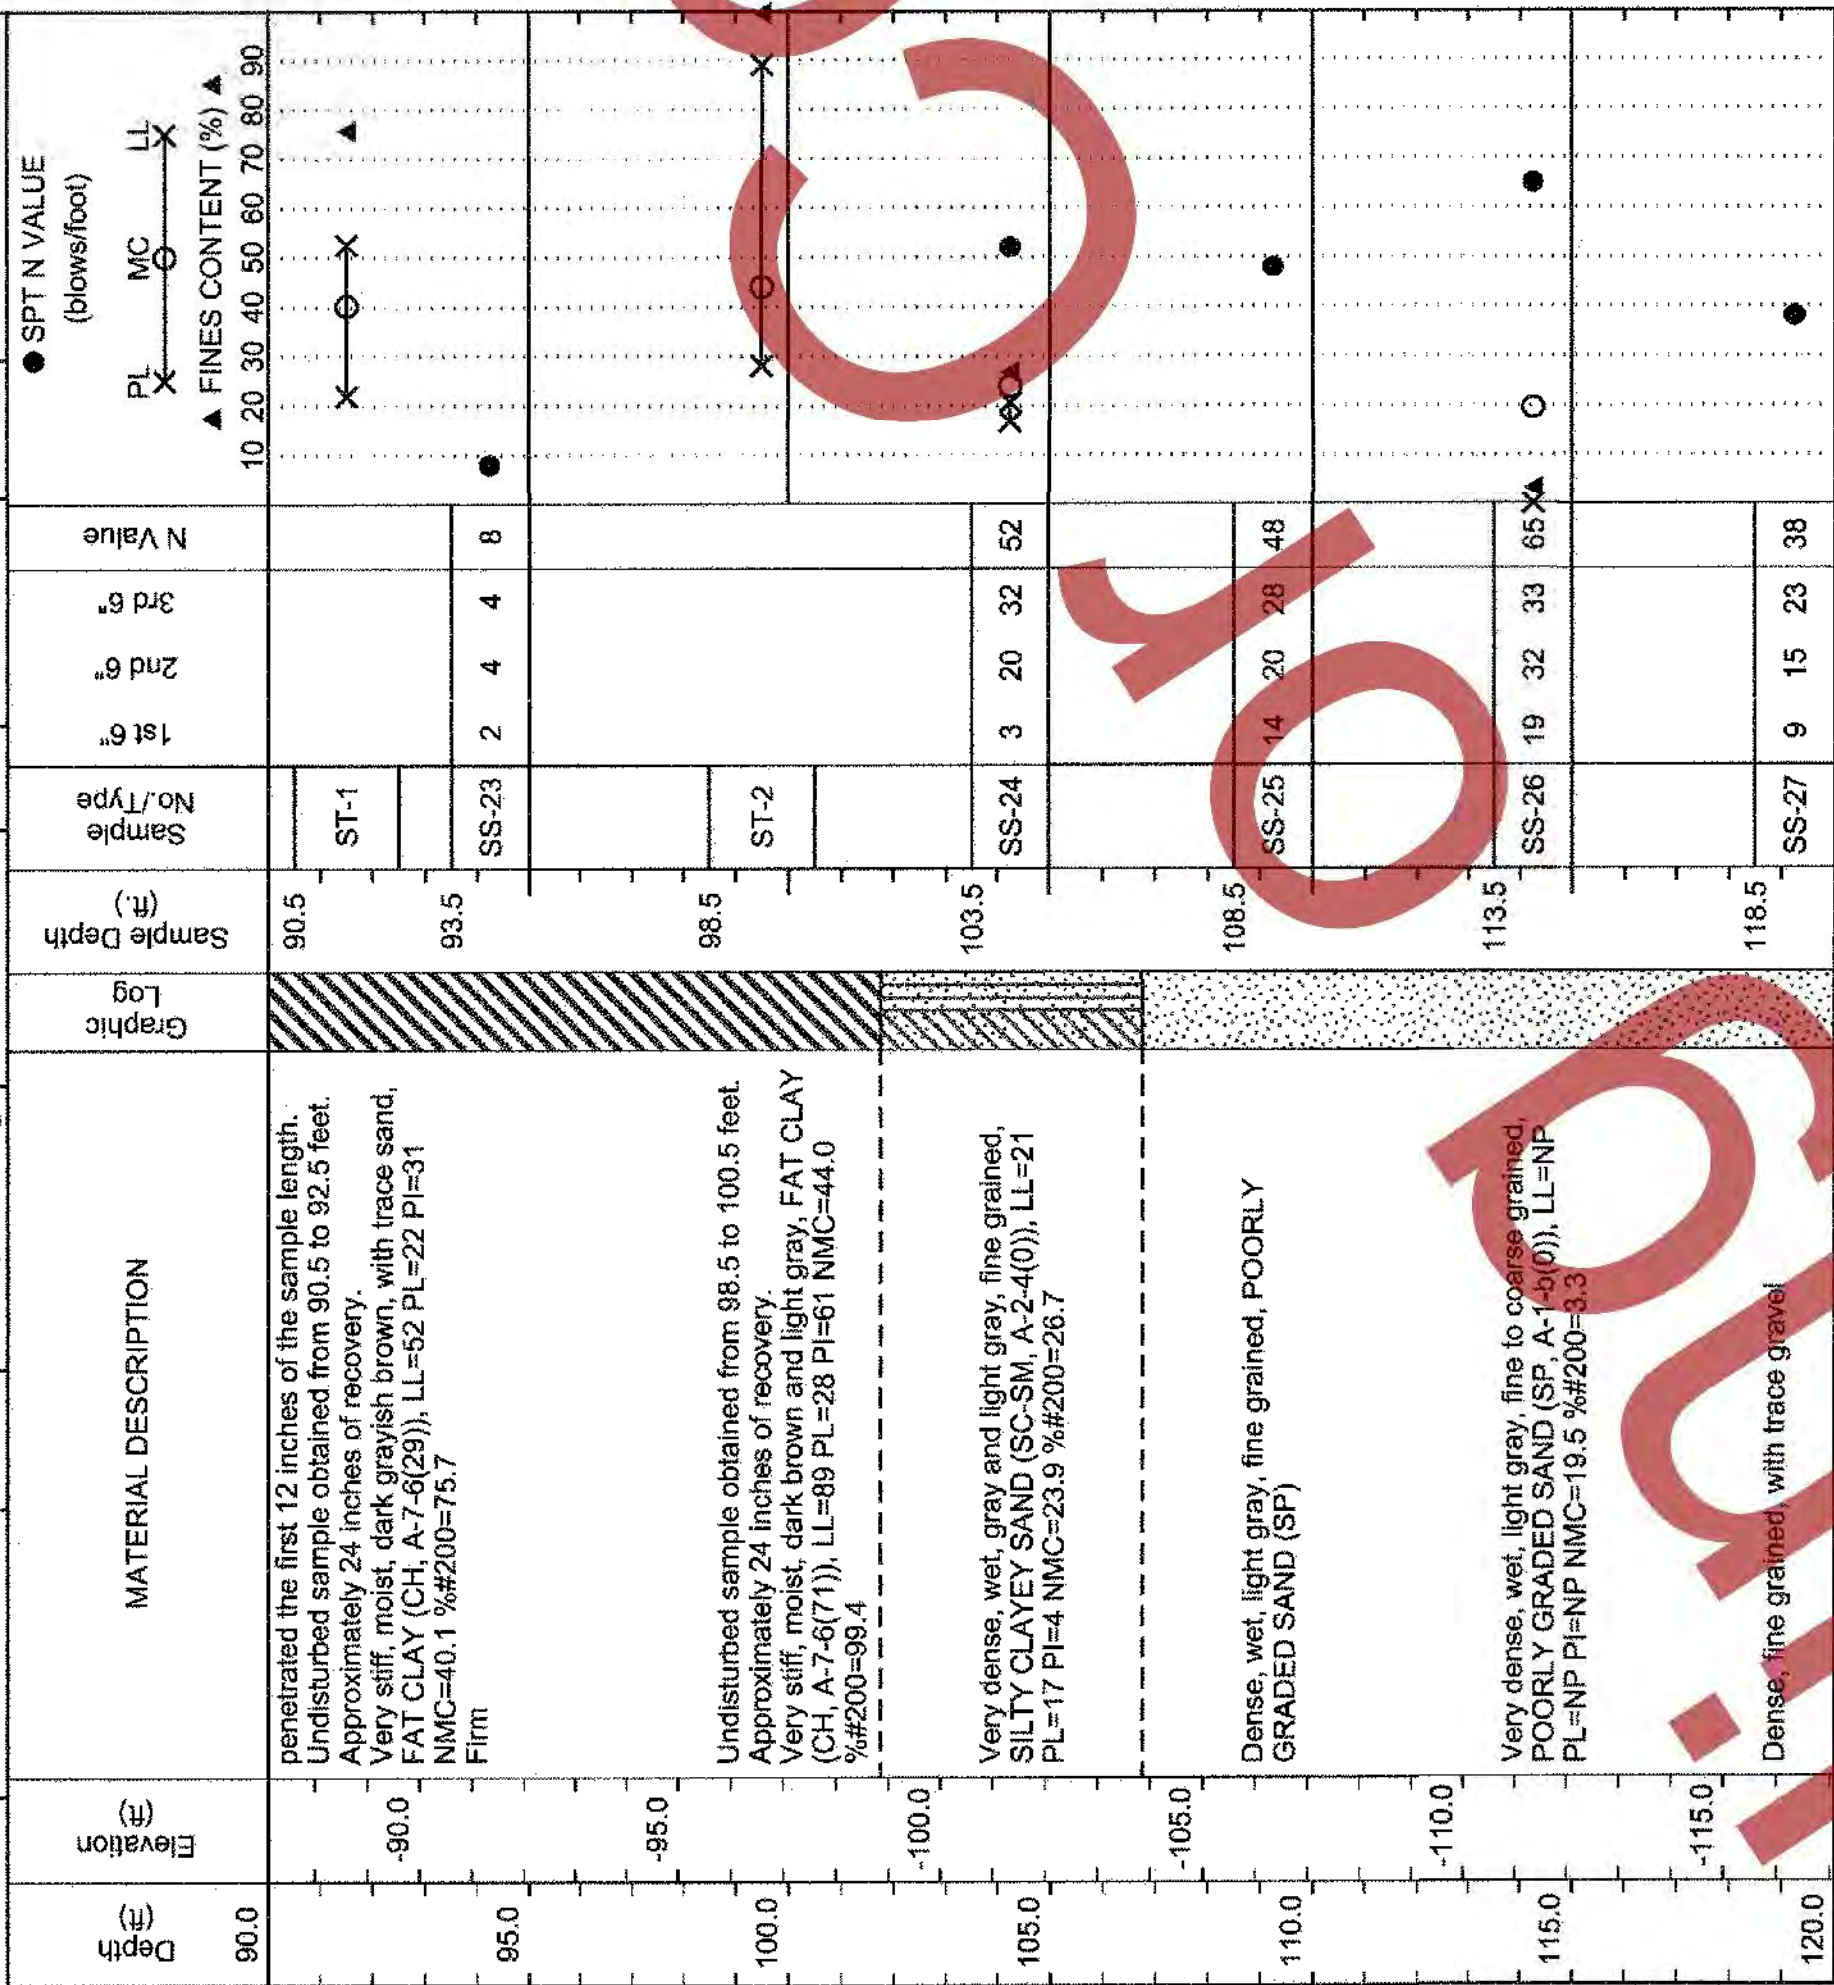 Depth
(ft)
Elevation
(ft)
MATERIAL DESCRIPTION
Graphic
Log
Sample Depth
(ft.)
Sample
No./Type
1st 6"
2nd 6"
3rd 6"
N Value
● SPT N VALUE
(blows/foot)
PL MC LL
▲ FINES CONTENT (%) ▲
10 20 30 40 50 60 70 80 90
90.0
penetrated the first 12 inches of the sample length.
Undisturbed sample obtained from 90.5 to 92.5 feet.
Approximately 24 inches of recovery.
Very stiff, moist, dark grayish brown, with trace sand,
FAT CLAY (CH, A-7-6(29)), LL=52 PL=22 PI=31
NMC=40.1 %#200=75.7
Firm
90.5
ST-1
-90.0
93.5
SS-23 2 4 4 8
95.0
-95.0
Undisturbed sample obtained from 98.5 to 100.5 feet.
Approximately 24 inches of recovery.
Very stiff, moist, dark brown and light gray, FAT CLAY
(CH, A-7-6(71)), LL=89 PL=28 PI=61 NMC=44.0
%#200=99.4
98.5
ST-2
100.0
-100.0
Very dense, wet, gray and light gray, fine grained,
SILTY CLAYEY SAND (SC-SM, A-2-4(0)), LL=21
PL=17 PI=4 NMC=23.9 %#200=26.7
103.5
SS-24 3 20 32 52
105.0
-105.0
Dense, wet, light gray, fine grained, POORLY
GRADED SAND (SP)
108.5
SS-25 14 20 28 48
110.0
-110.0
Very dense, wet, light gray, fine to coarse grained,
POORLY GRADED SAND (SP, A-1-b(0)), LL=NP
PL=NP PI=NP NMC=19.5 %#200=3.3
113.5
SS-26 19 32 33 65
115.0
-115.0
Dense, fine grained, with trace gravel
118.5
SS-27 9 15 23 38
120.0